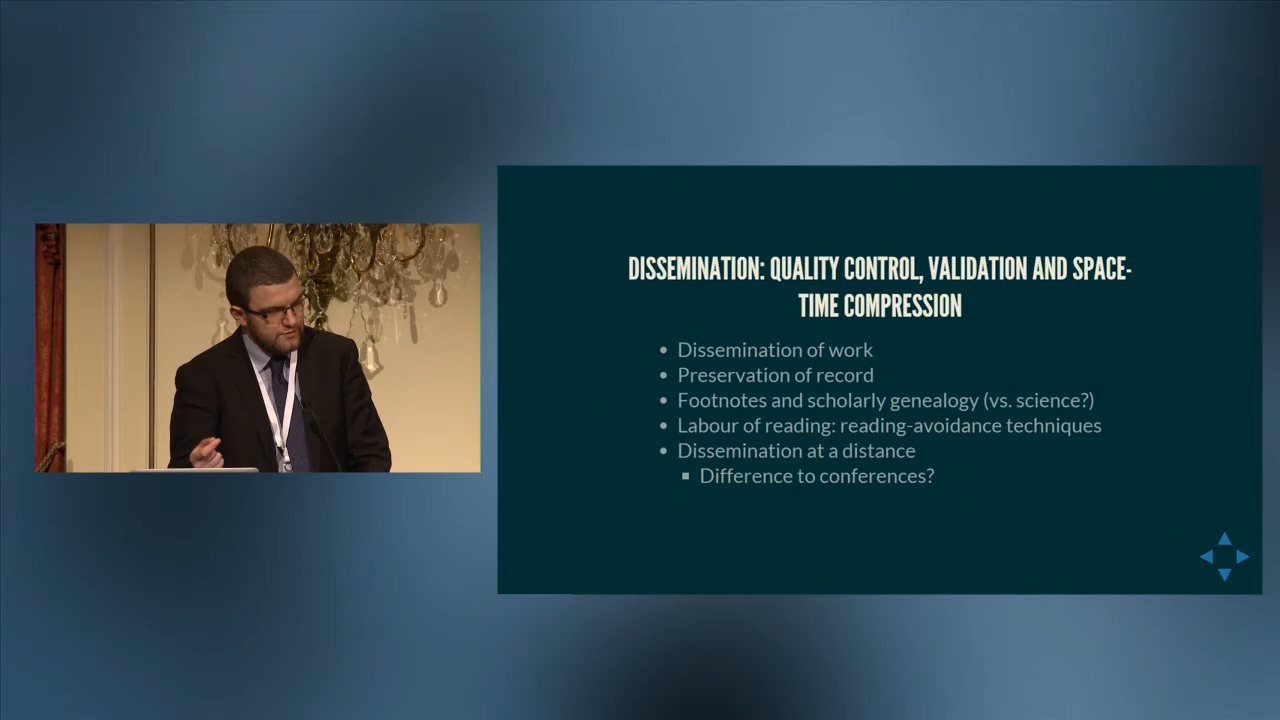 DISSEMINATION: QUALITY CONTROL, VALIDATION AND SPACE-
TIME COMPRESSION
• Dissemination of work
• Preservation of record
• Footnotes and scholarly genealogy (vs. science?)
• Labour of reading: reading-avoidance techniques
• Dissemination at a distance
▪ Difference to conferences?